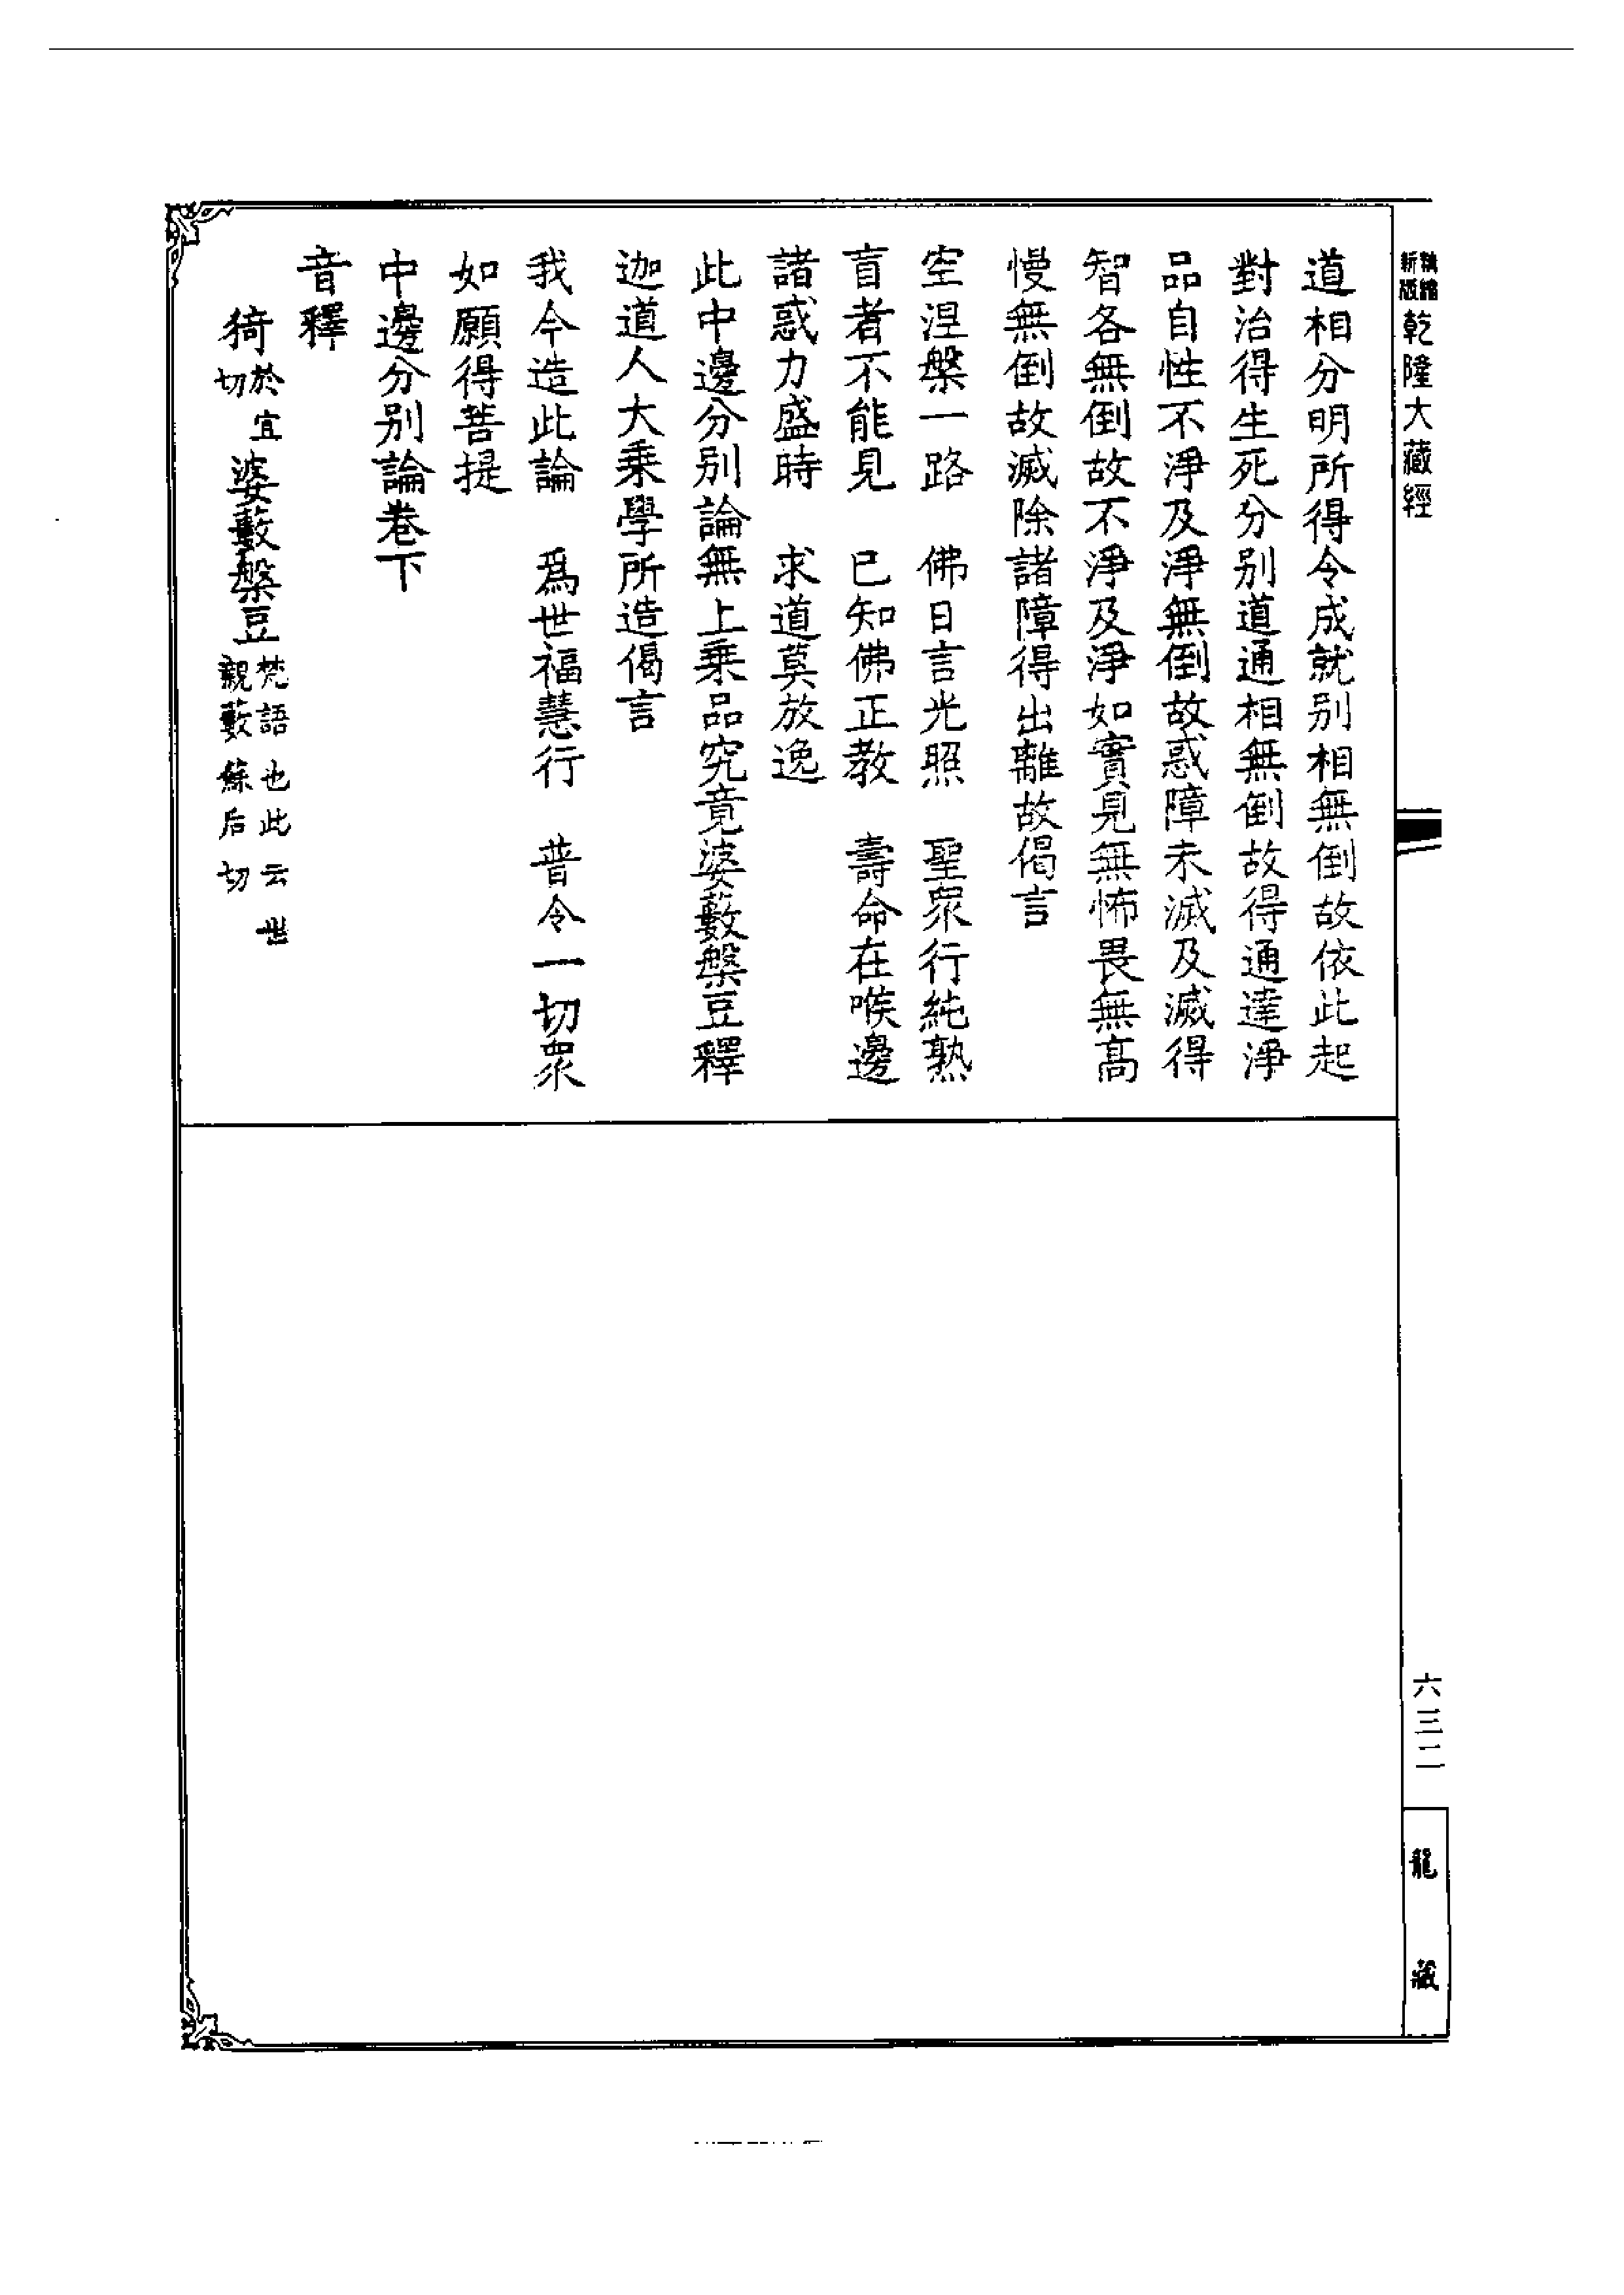 精縮新版乾隆大藏經
道相分明所得令成就别相無倒故依此起
對治得生死分别道通相無倒故得通達淨
品自性不淨及淨無倒故惑障未滅及滅得
智各無倒故不淨及淨如實見無怖畏無高
慢無倒故滅除諸障得出離故偈言
空涅槃一路　佛日言光照　聖眾行純熟
盲者不能見　已知佛正教　壽命在喉邊
諸惑力盛時　求道莫放逸
此中邊分别論無上乘品究竟婆藪槃豆釋
迦道人大乘學所造偈言
我今造此論　爲世福慧行　普令一切眾
如願得菩提
中邊分别論卷下
音釋
猗於宜切婆藪槃豆梵語也此云世親藪蘇后切
六三二
龍藏